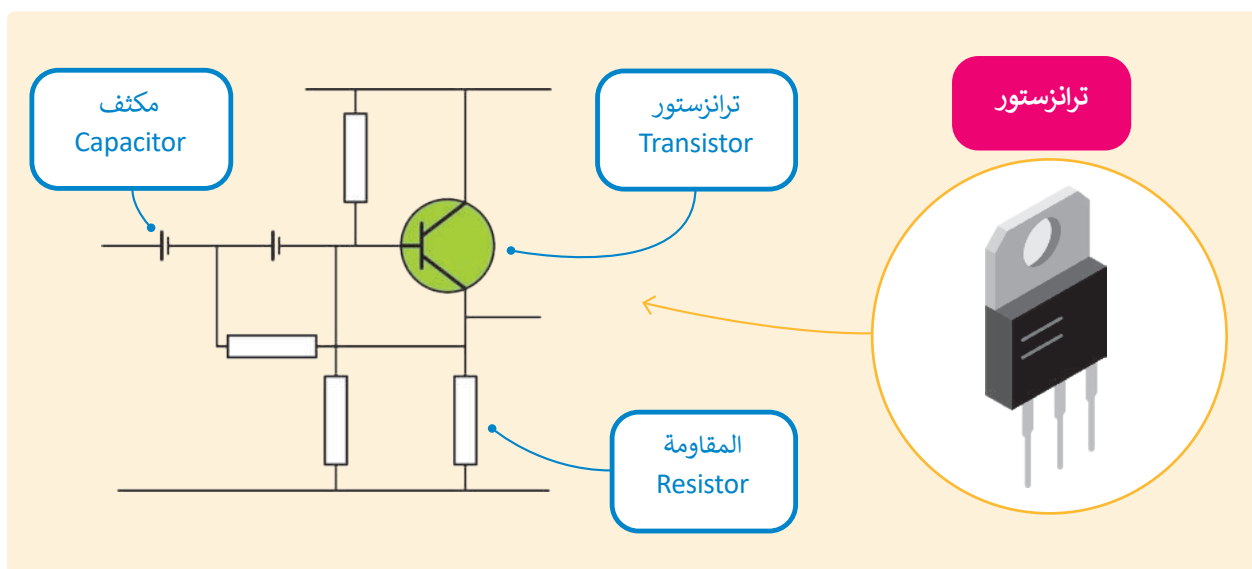 مكثف
Capacitor
ترانزستور
Transistor
ترانزستور
المقاومة
Resistor